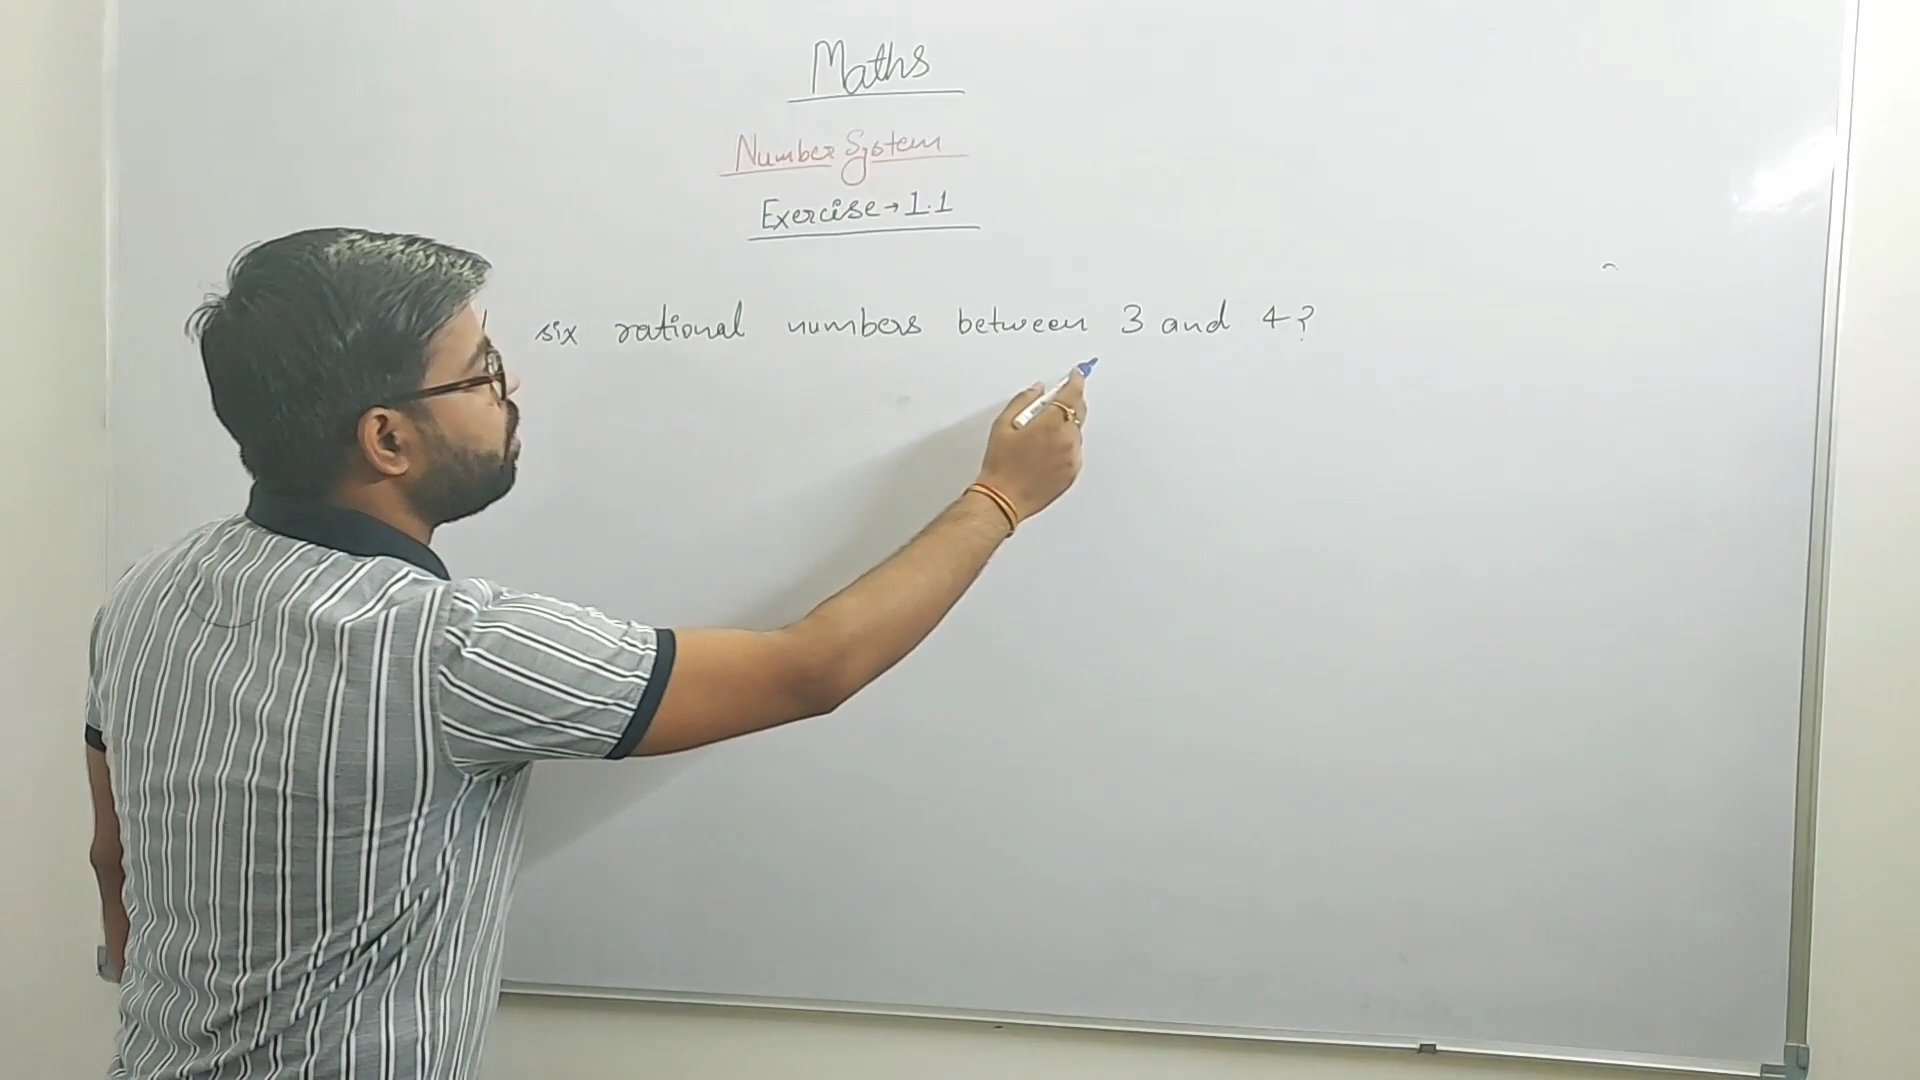 Maths
Number System
Exercise → 1.1
six rational numbers between 3 and 4?